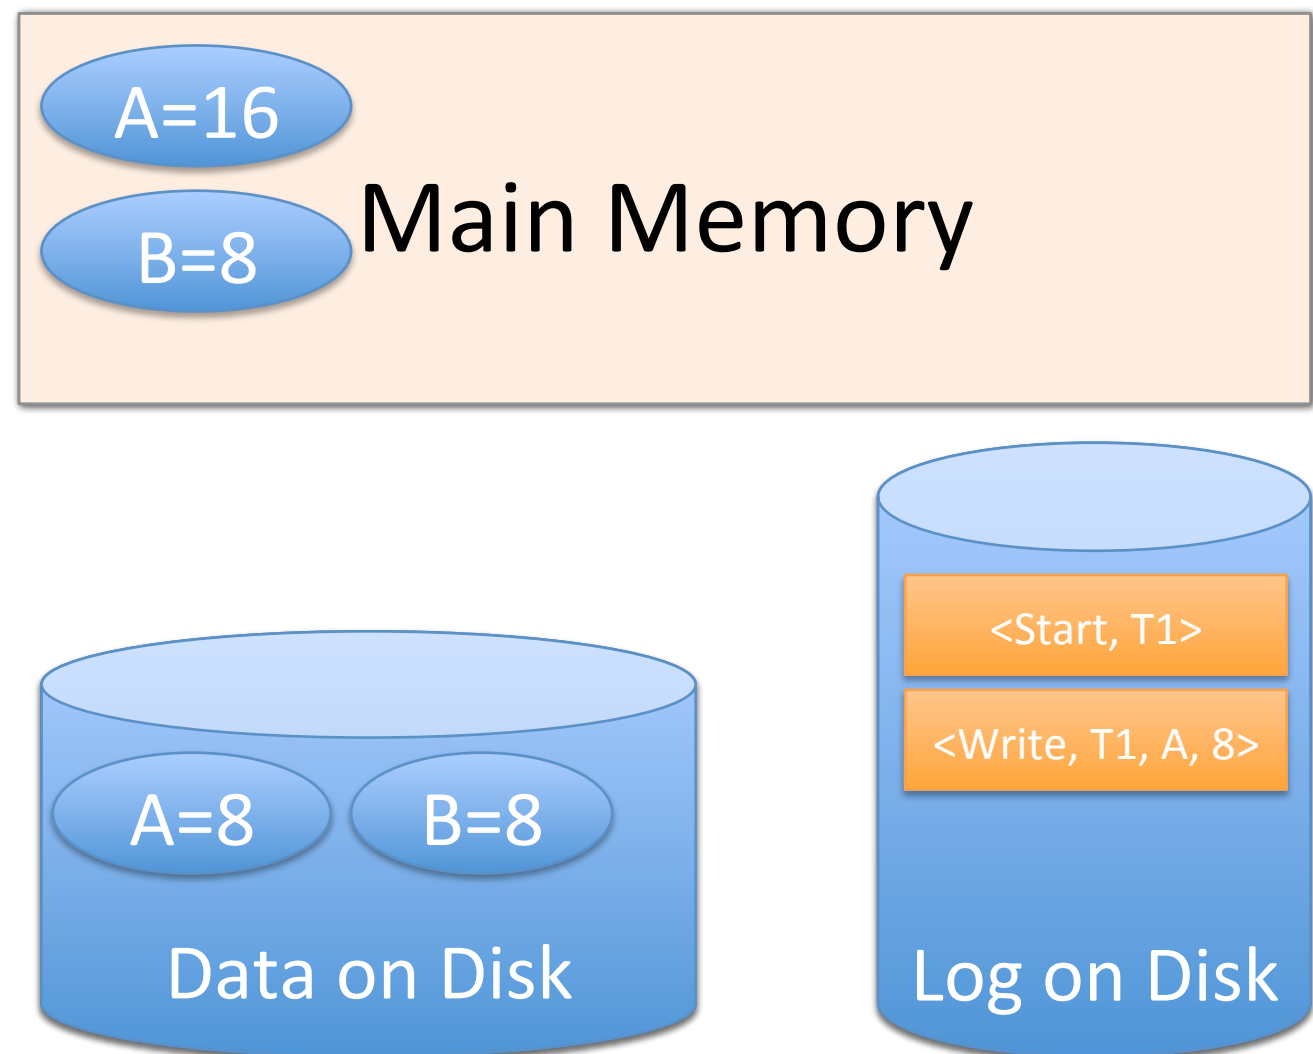 A=16
B=8
Main Memory
<Start, T1>
<Write, T1, A, 8>
A=8
B=8
Data on Disk
Log on Disk